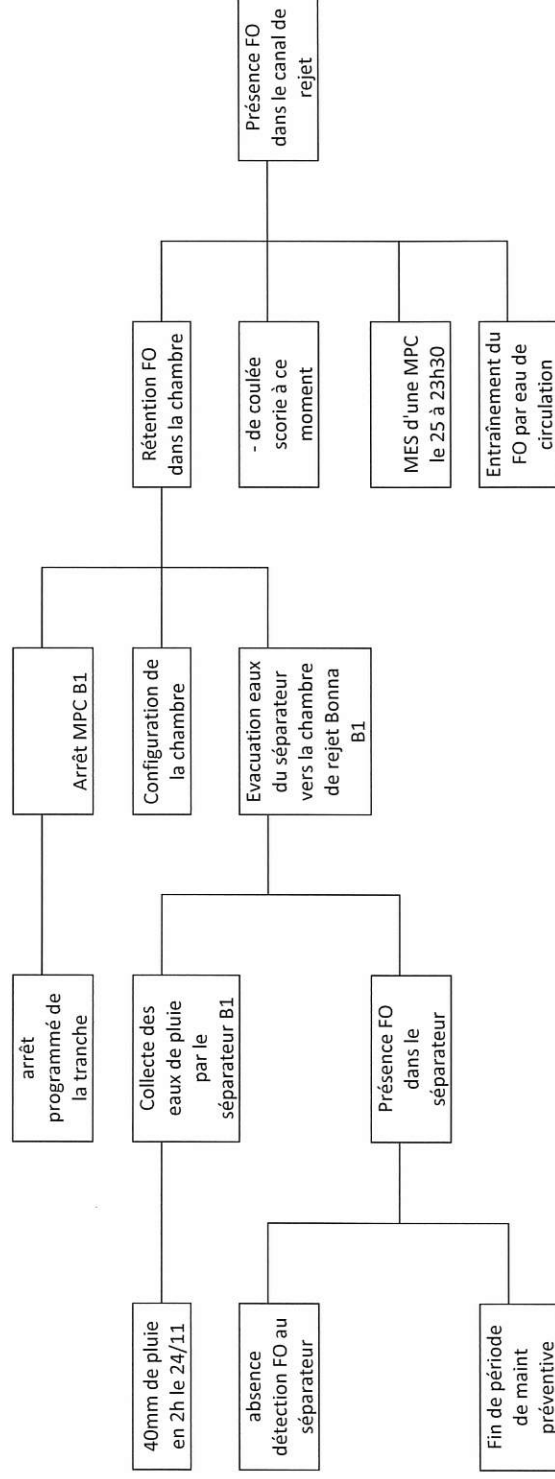 40mm de pluie
en 2h le 24/11
absence
détection FO au
séparateur
Fin de période
de maint
préventive
arrêt
programmé de
la tranche
Collecte des
eaux de pluie
par le
séparateur B1
Présence FO
dans le
séparateur
Arrêt MPC B1
Configuration de
la chambre
Evacuation eaux
du séparateur
vers la chambre
de rejet Bonna
B1
Rétention FO
dans la chambre
- de coulée
scorie à ce
moment
MES d'une MPC
le 25 à 23h30
Entraînement du
FO par eau de
circulation
Présence FO
dans le canal de
rejet